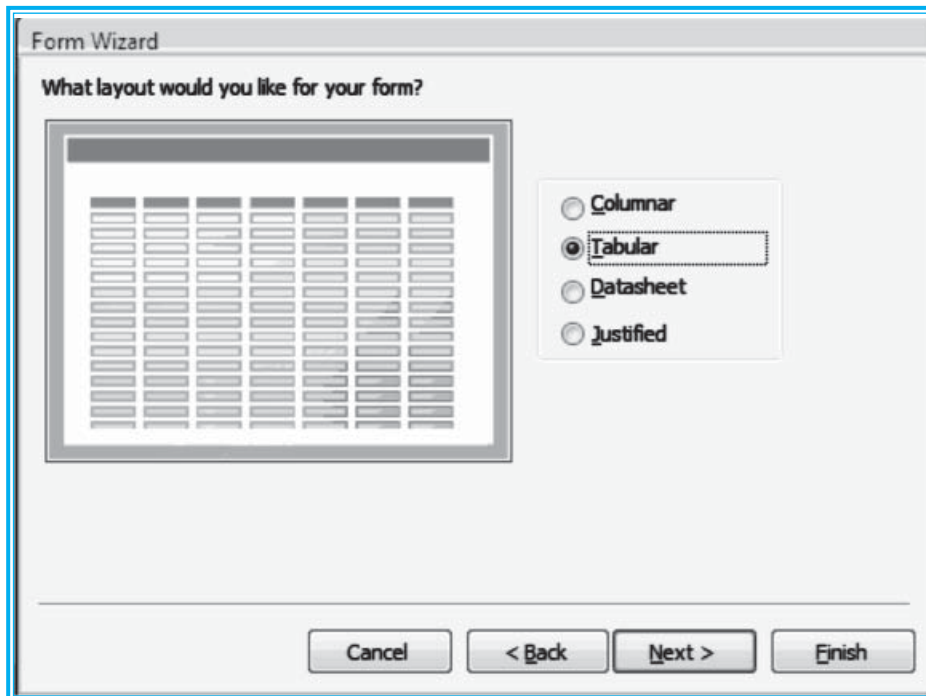 Form Wizard
What layout would you like for your form?
Columnar
Tabular
Datasheet
Justified
Cancel
< Back
Next >
Finish